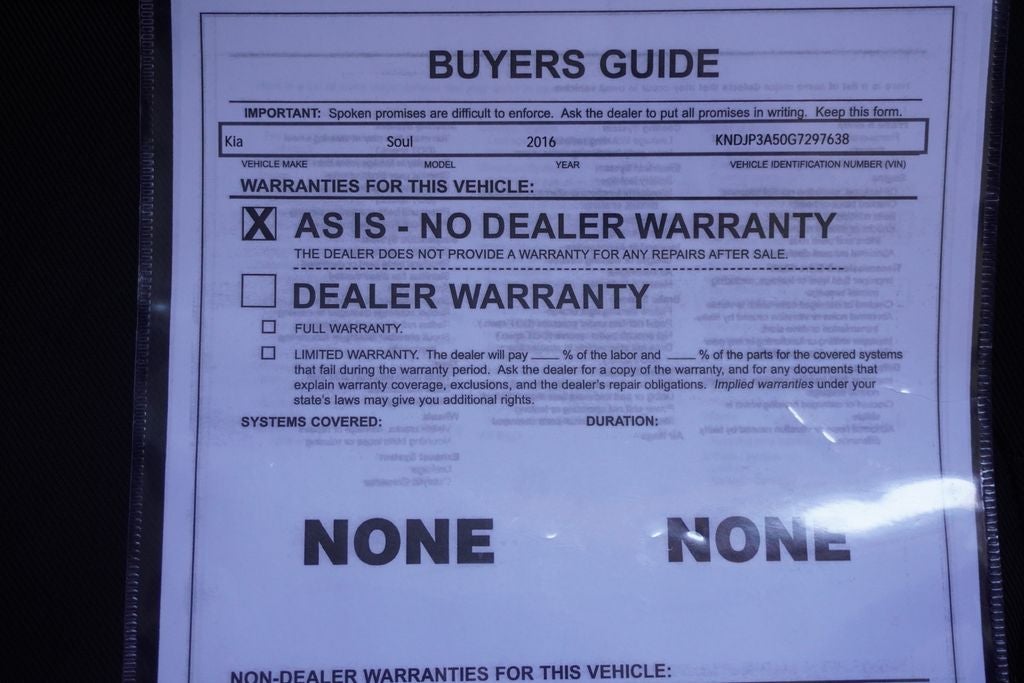 BUYERS GUIDE
IMPORTANT: Spoken promises are difficult to enforce. Ask the dealer to put all promises in writing. Keep this form.
Kia Soul 2016 KNDJP3A50G7297638
VEHICLE MAKE MODEL YEAR VEHICLE IDENTIFICATION NUMBER (VIN)
WARRANTIES FOR THIS VEHICLE:
X AS IS - NO DEALER WARRANTY
THE DEALER DOES NOT PROVIDE A WARRANTY FOR ANY REPAIRS AFTER SALE.
DEALER WARRANTY
FULL WARRANTY.
LIMITED WARRANTY. The dealer will pay ____ % of the labor and ____ % of the parts for the covered systems
that fail during the warranty period. Ask the dealer for a copy of the warranty, and for any documents that
explain warranty coverage, exclusions, and the dealer's repair obligations. Implied warranties under your
state's laws may give you additional rights.
SYSTEMS COVERED: DURATION:
NONE NONE
NON-DEALER WARRANTIES FOR THIS VEHICLE: